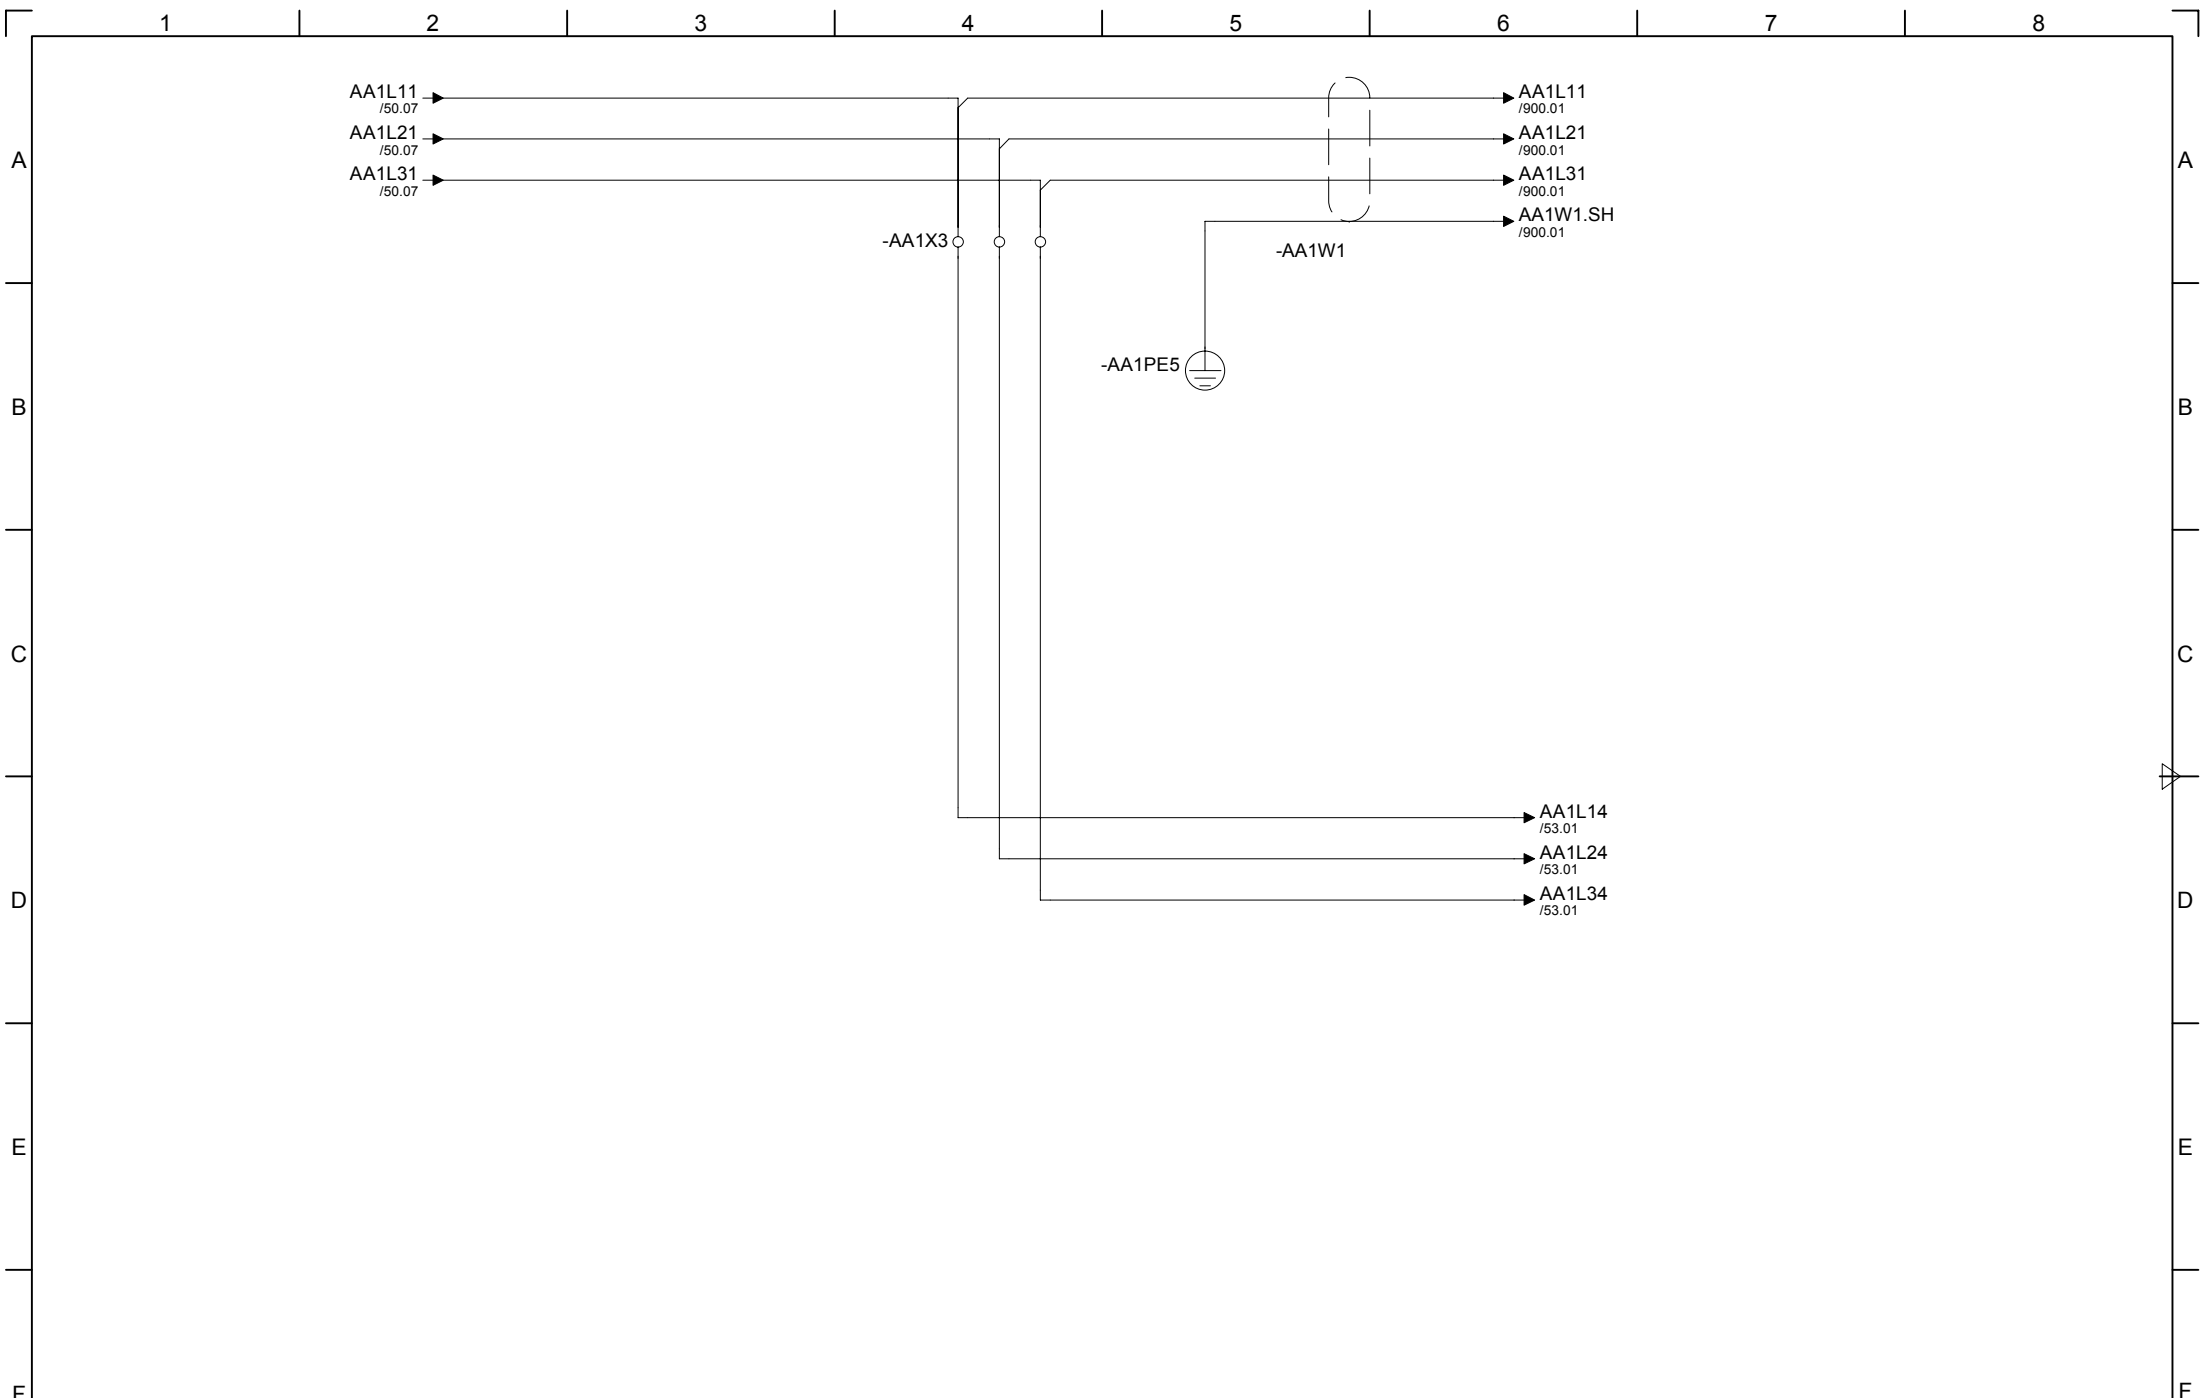 1 2 3 4 5 6 7 8
AA1L11
/50.07
AA1L21
/50.07
AA1L31
/50.07
AA1L11
/900.01
AA1L21
/900.01
AA1L31
/900.01
AA1W1.SH
/900.01
A
A
-AA1X3
-AA1W1
-AA1PE5
B
B
C
C
AA1L14
/53.01
AA1L24
/53.01
AA1L34
/53.01
D
D
E
E
F
F